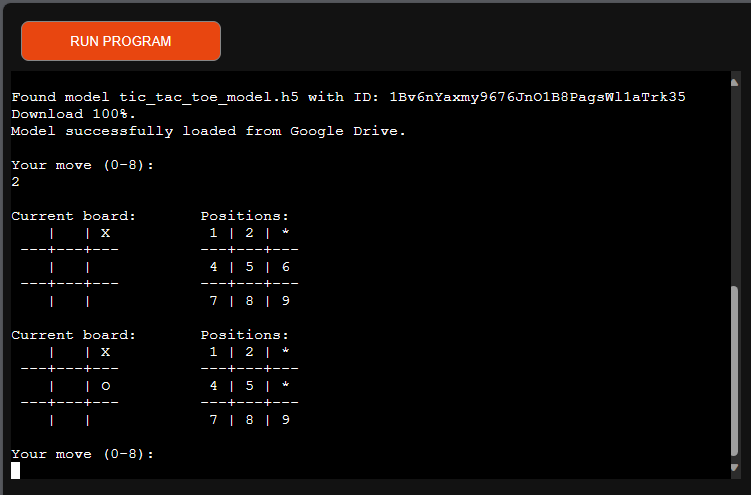 RUN PROGRAM
Found model tic_tac_toe_model.h5 with ID: 1Bv6nYaxmy9676JnO1B8PagsWl1aTrk35
Download 100%.
Model successfully loaded from Google Drive.
Your move (0-8):
2
Current board:        Positions:
    |   | X           1 | 2 | *
 ---+---+---         ---+---+---
    |   |             4 | 5 | 6
 ---+---+---         ---+---+---
    |   |             7 | 8 | 9
Current board:        Positions:
    |   | X           1 | 2 | *
 ---+---+---         ---+---+---
    |   | O           4 | 5 | *
 ---+---+---         ---+---+---
    |   |             7 | 8 | 9
Your move (0-8):